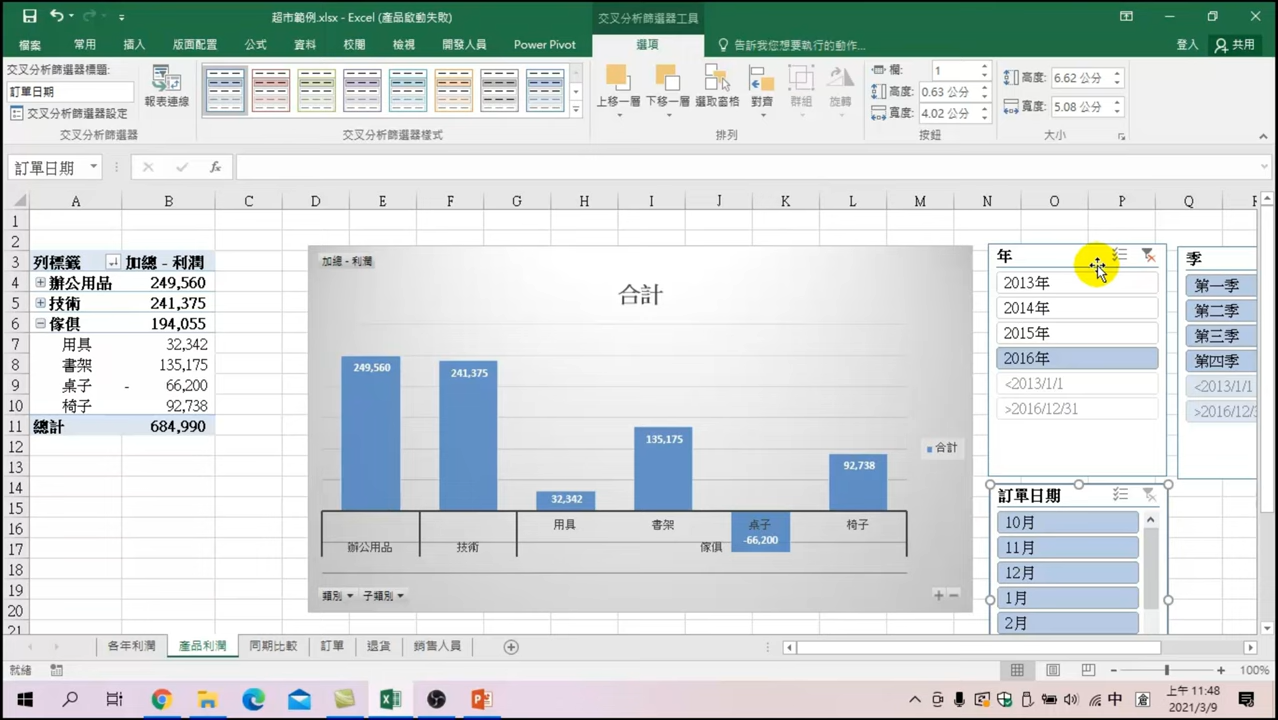 超市範例.xlsx - Excel (產品啟動失敗)
交叉分析篩選器工具
檔案 常用 插入 版面配置 公式 資料 校閱 檢視 開發人員 Power Pivot 選項 告訴我您想要執行的動作... 登入 共用
交叉分析篩選器標題:
訂單日期
交叉分析篩選器設定
報表連線
上移一層 下移一層 選取窗格 對齊 群組 旋轉
欄: 1
高度: 0.63 公分
寬度: 4.02 公分
高度: 6.62 公分
寬度: 5.08 公分
交叉分析篩選器 交叉分析篩選器樣式 排列 按鈕 大小
訂單日期 fx
A B C D E F G H I J K L M N O P Q
1
2
3 列標籤 加總 - 利潤
4 辦公用品 249,560
5 技術 241,375
6 傢俱 194,055
7 用具 32,342
8 書架 135,175
9 桌子 - 66,200
10 椅子 92,738
11 總計 684,990
12
13
14
15
16
17
18
19
20
21
加總 - 利潤
合計
249,560
241,375
32,342
135,175
-66,200
92,738
用具 書架 桌子 椅子
辦公用品 技術 傢俱
合計
類別 子類別
年
2013年
2014年
2015年
2016年
<2013/1/1
>2016/12/31
季
第一季
第二季
第三季
第四季
<2013/1/1
>2016/12/3
訂單日期
10月
11月
12月
1月
2月
各年利潤 產品利潤 同期比較 訂單 退貨 銷售人員
就緒 100%
中 倉
上午 11:48
2021/3/9